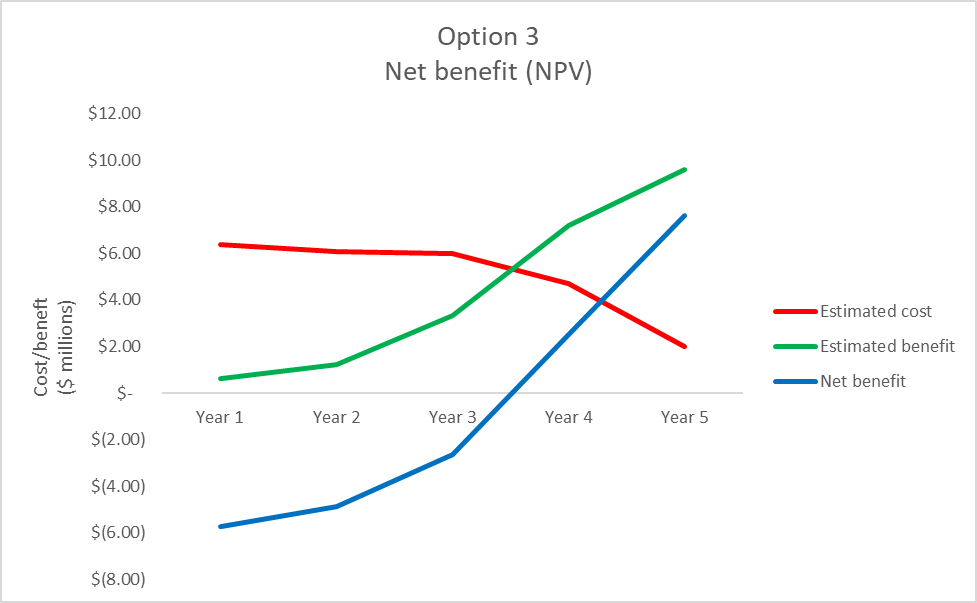 Option 3
Net benefit (NPV)
$12.00
$10.00
$8.00
$6.00
$4.00
$2.00
$-
$(2.00)
$(4.00)
$(6.00)
$(8.00)
Cost/beneft
($ millions)
Year 1
Year 2
Year 3
Year 4
Year 5
Estimated cost
Estimated benefit
Net benefit